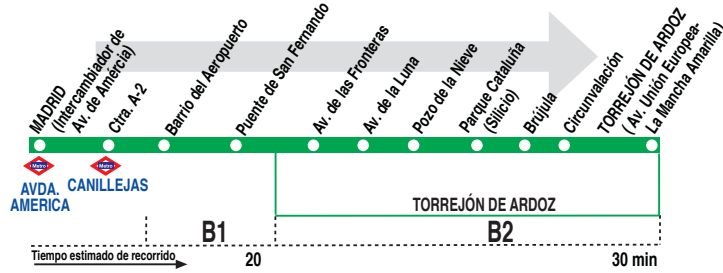 MADRID
(Intercambiador de
Av. de Amércia)
Ctra. A-2
Barrio del Aeropuerto
Puente de San Fernando
Av. de las Fronteras
Av. de la Luna
Pozo de la Nieve
Parque Cataluña
(Silicio)
Brújula
Circunvalación
TORREJÓN DE ARDOZ
(Av. Unión Europea-
La Mancha Amarilla)
Metro
Metro
AVDA.
AMERICA
CANILLEJAS
TORREJÓN DE ARDOZ
B1
B2
Tiempo estimado de recorrido
20
30 min